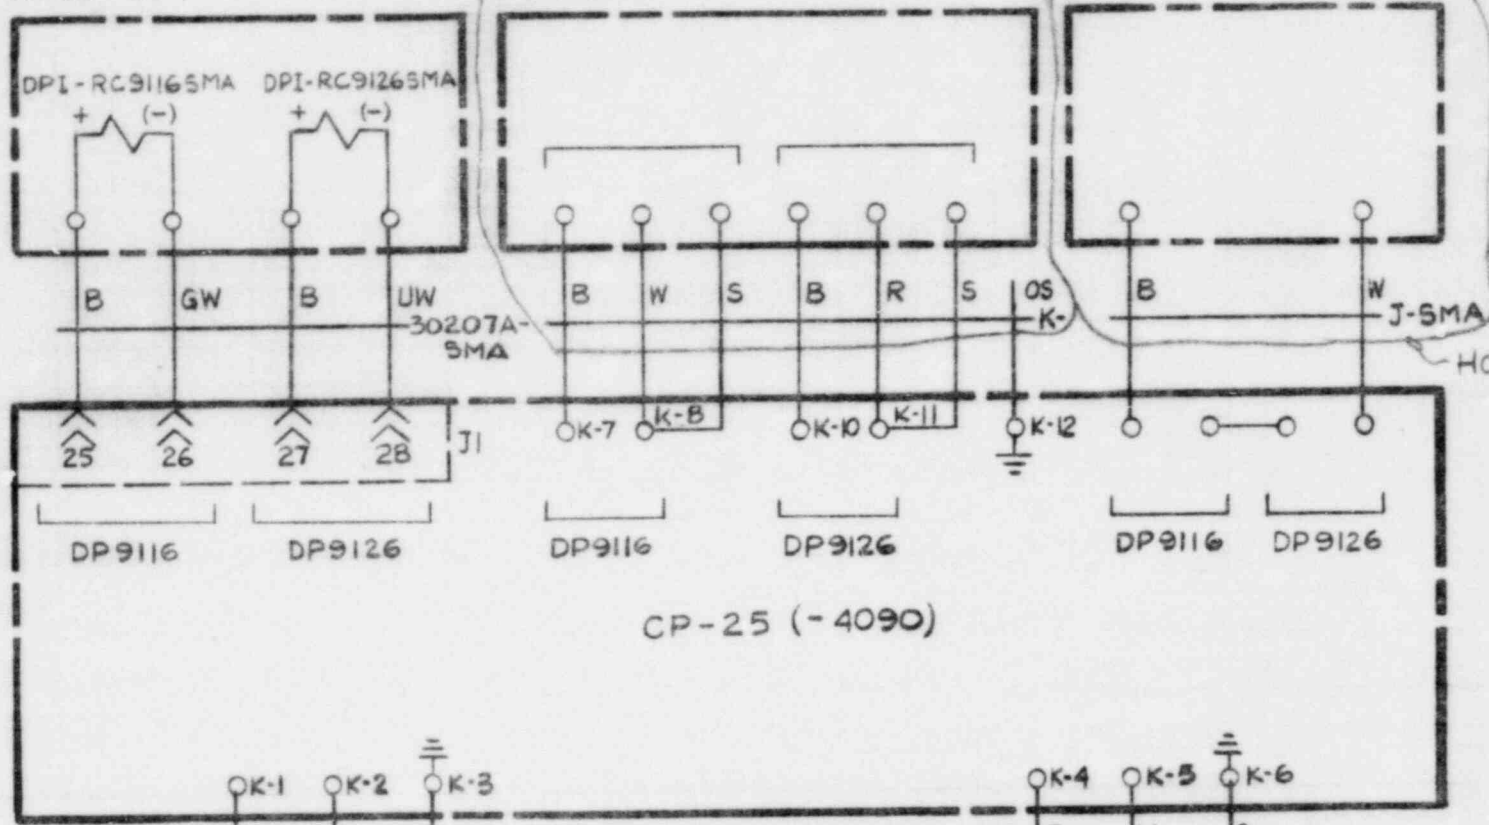 DPI-RC9116SMA DPI-RC9126SMA
+ (-) + (-)
B GW B UW B W S B R S OS B W
30207A-SMA K- J-SMA
HO
25 26 27 28 J1 K-7 K-8 K-10 K-11 K-12
DP9116 DP9126 DP9116 DP9126 DP9116 DP9126
CP-25 (-4090)
K-1 K-2 K-3 K-4 K-5 K-6